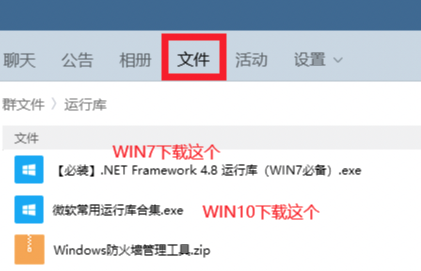 聊天 公告 相册 文件 活动 设置
群文件 〉运行库
文件
WIN7下载这个
【必装】.NET Framework 4.8 运行库（WIN7必备）.exe
微软常用运行库合集.exe WIN10下载这个
Windows防火墙管理工具.zip